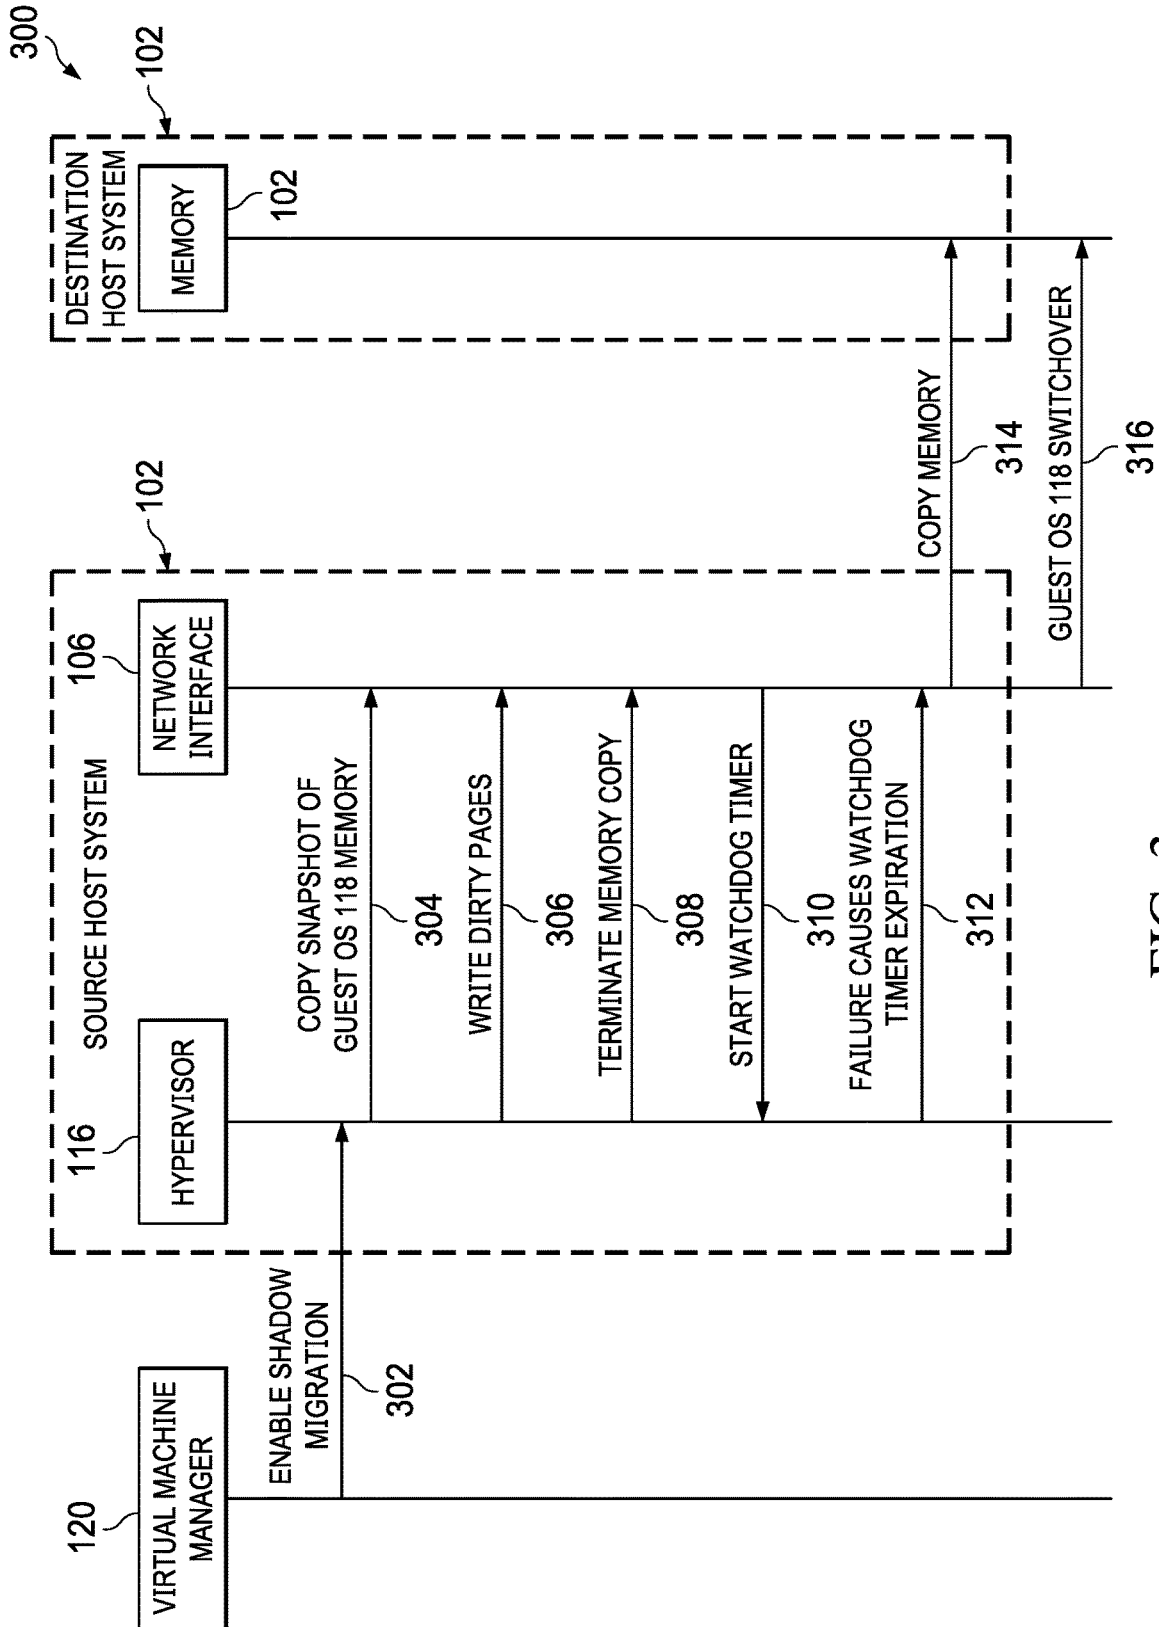 300
120
VIRTUAL MACHINE
MANAGER
SOURCE HOST SYSTEM
102
116
HYPERVISOR
106
NETWORK
INTERFACE
DESTINATION
HOST SYSTEM
102
MEMORY
102
ENABLE SHADOW
MIGRATION
302
COPY SNAPSHOT OF
GUEST OS 118 MEMORY
304
WRITE DIRTY PAGES
306
TERMINATE MEMORY COPY
308
START WATCHDOG TIMER
310
FAILURE CAUSES WATCHDOG
TIMER EXPIRATION
312
COPY MEMORY
314
GUEST OS 118 SWITCHOVER
316